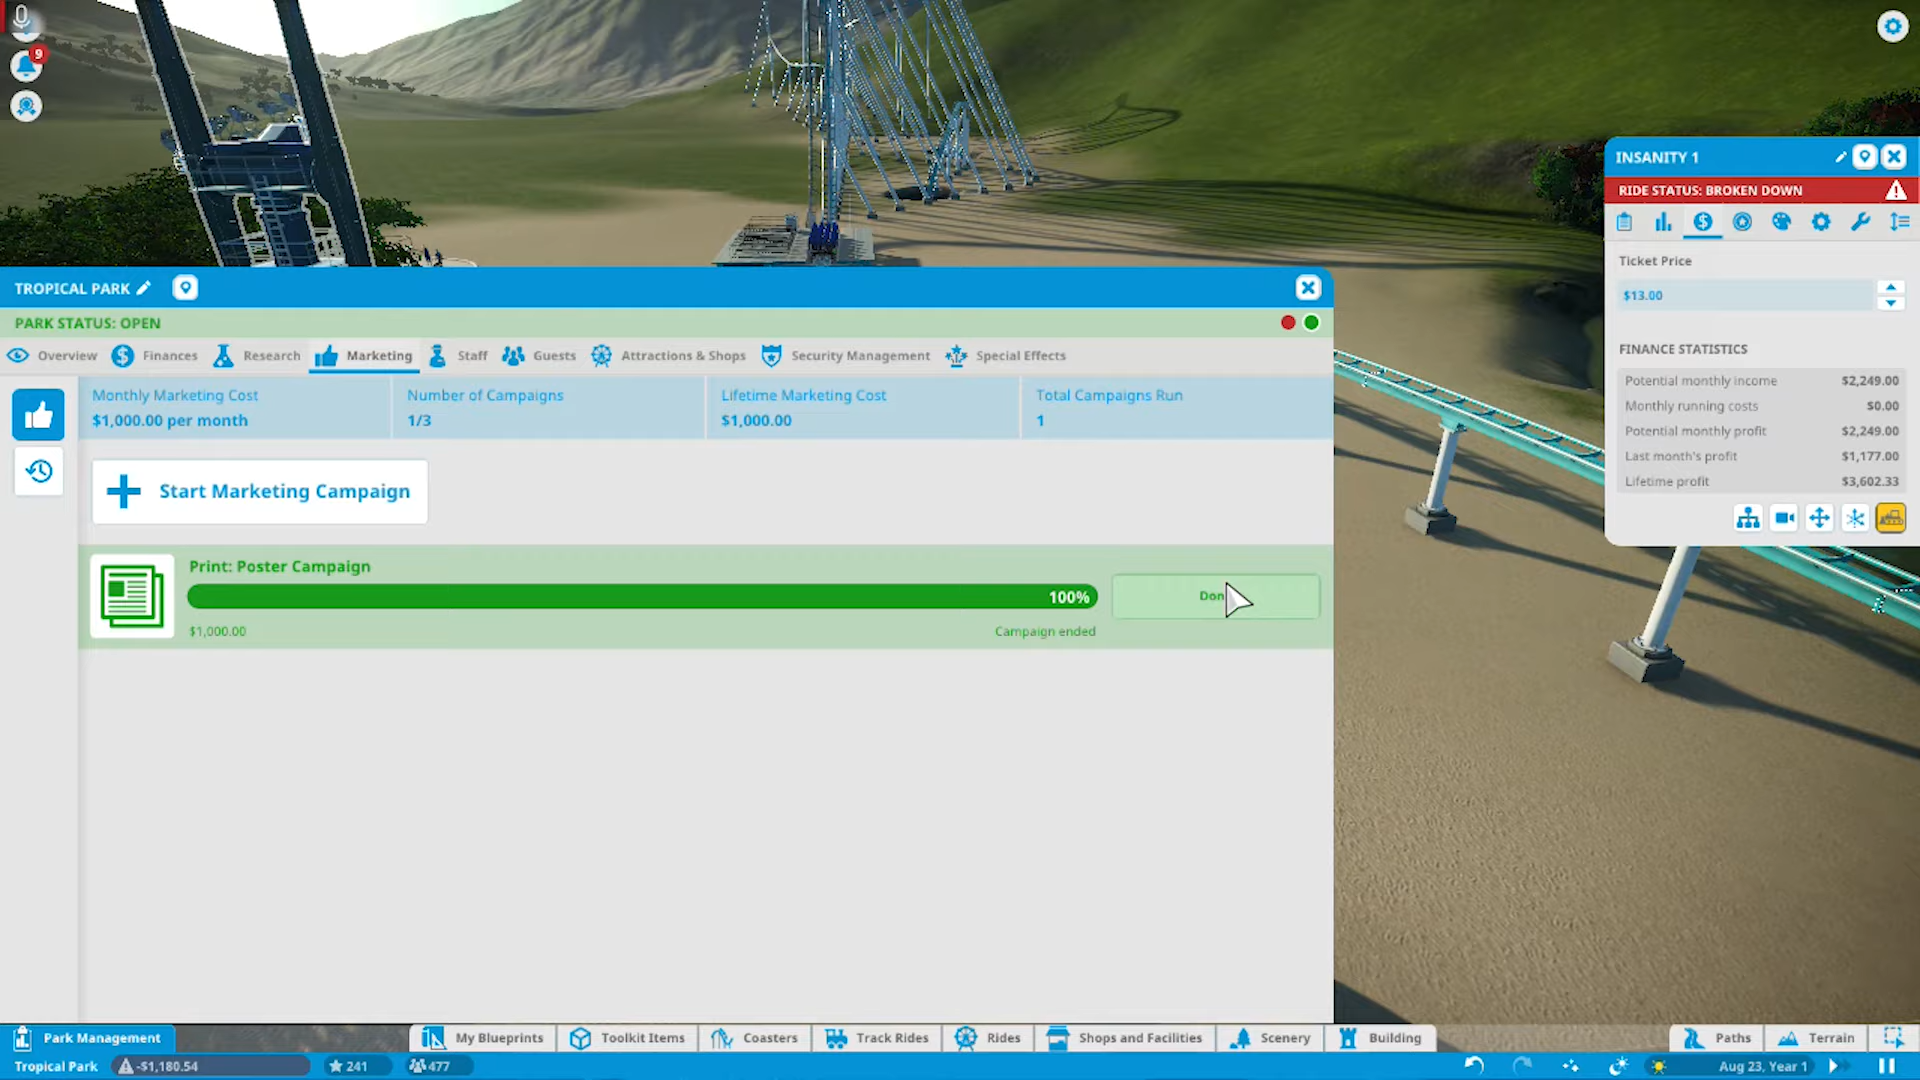 9
INSANITY 1
RIDE STATUS: BROKEN DOWN
Ticket Price
$13.00
FINANCE STATISTICS
Potential monthly income $2,249.00
Monthly running costs $0.00
Potential monthly profit $2,249.00
Last month's profit $1,177.00
Lifetime profit $3,602.33
TROPICAL PARK
PARK STATUS: OPEN
Overview Finances Research Marketing Staff Guests Attractions & Shops Security Management Special Effects
Monthly Marketing Cost Number of Campaigns Lifetime Marketing Cost Total Campaigns Run
$1,000.00 per month 1/3 $1,000.00 1
Start Marketing Campaign
Print: Poster Campaign
100%
Don
$1,000.00 Campaign ended
Park Management My Blueprints Toolkit Items Coasters Track Rides Rides Shops and Facilities Scenery Building Paths Terrain
Tropical Park -$1,180.54 241 477 Aug 23, Year 1